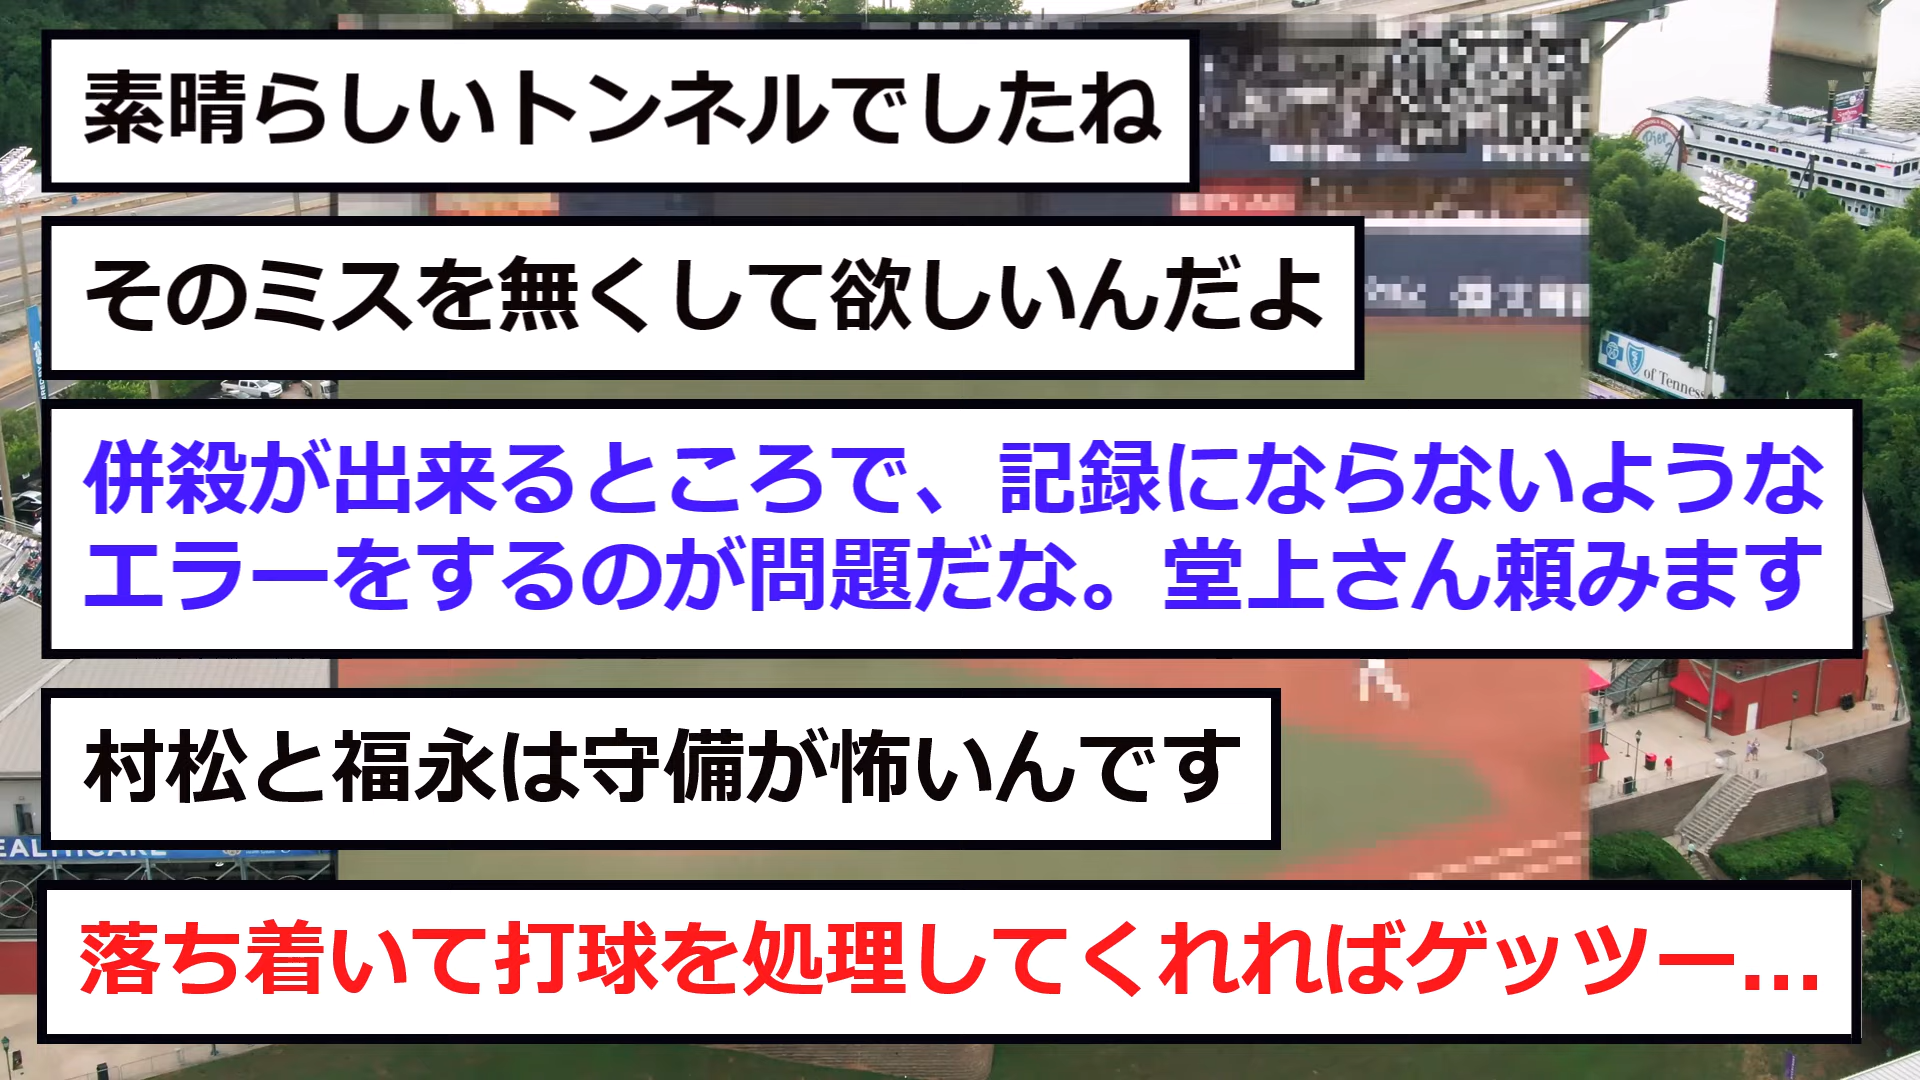 素晴らしいトンネルでしたね
Pier 2
そのミスを無くして欲しいんだよ
of Tennes
併殺が出来るところで、記録にならないような
エラーをするのが問題だな。堂上さん頼みます
村松と福永は守備が怖いんです
落ち着いて打球を処理してくれればゲッツー...